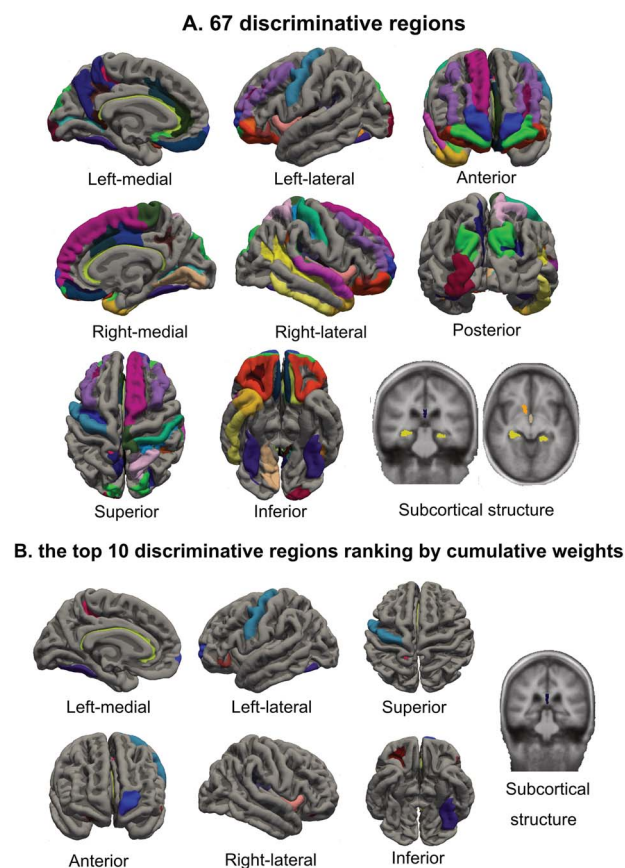 A. 67 discriminative regions
Left-medial
Left-lateral
Anterior
Right-medial
Right-lateral
Posterior
Superior
Inferior
Subcortical structure
B. the top 10 discriminative regions ranking by cumulative weights
Left-medial
Left-lateral
Superior
Subcortical
structure
Anterior
Right-lateral
Inferior